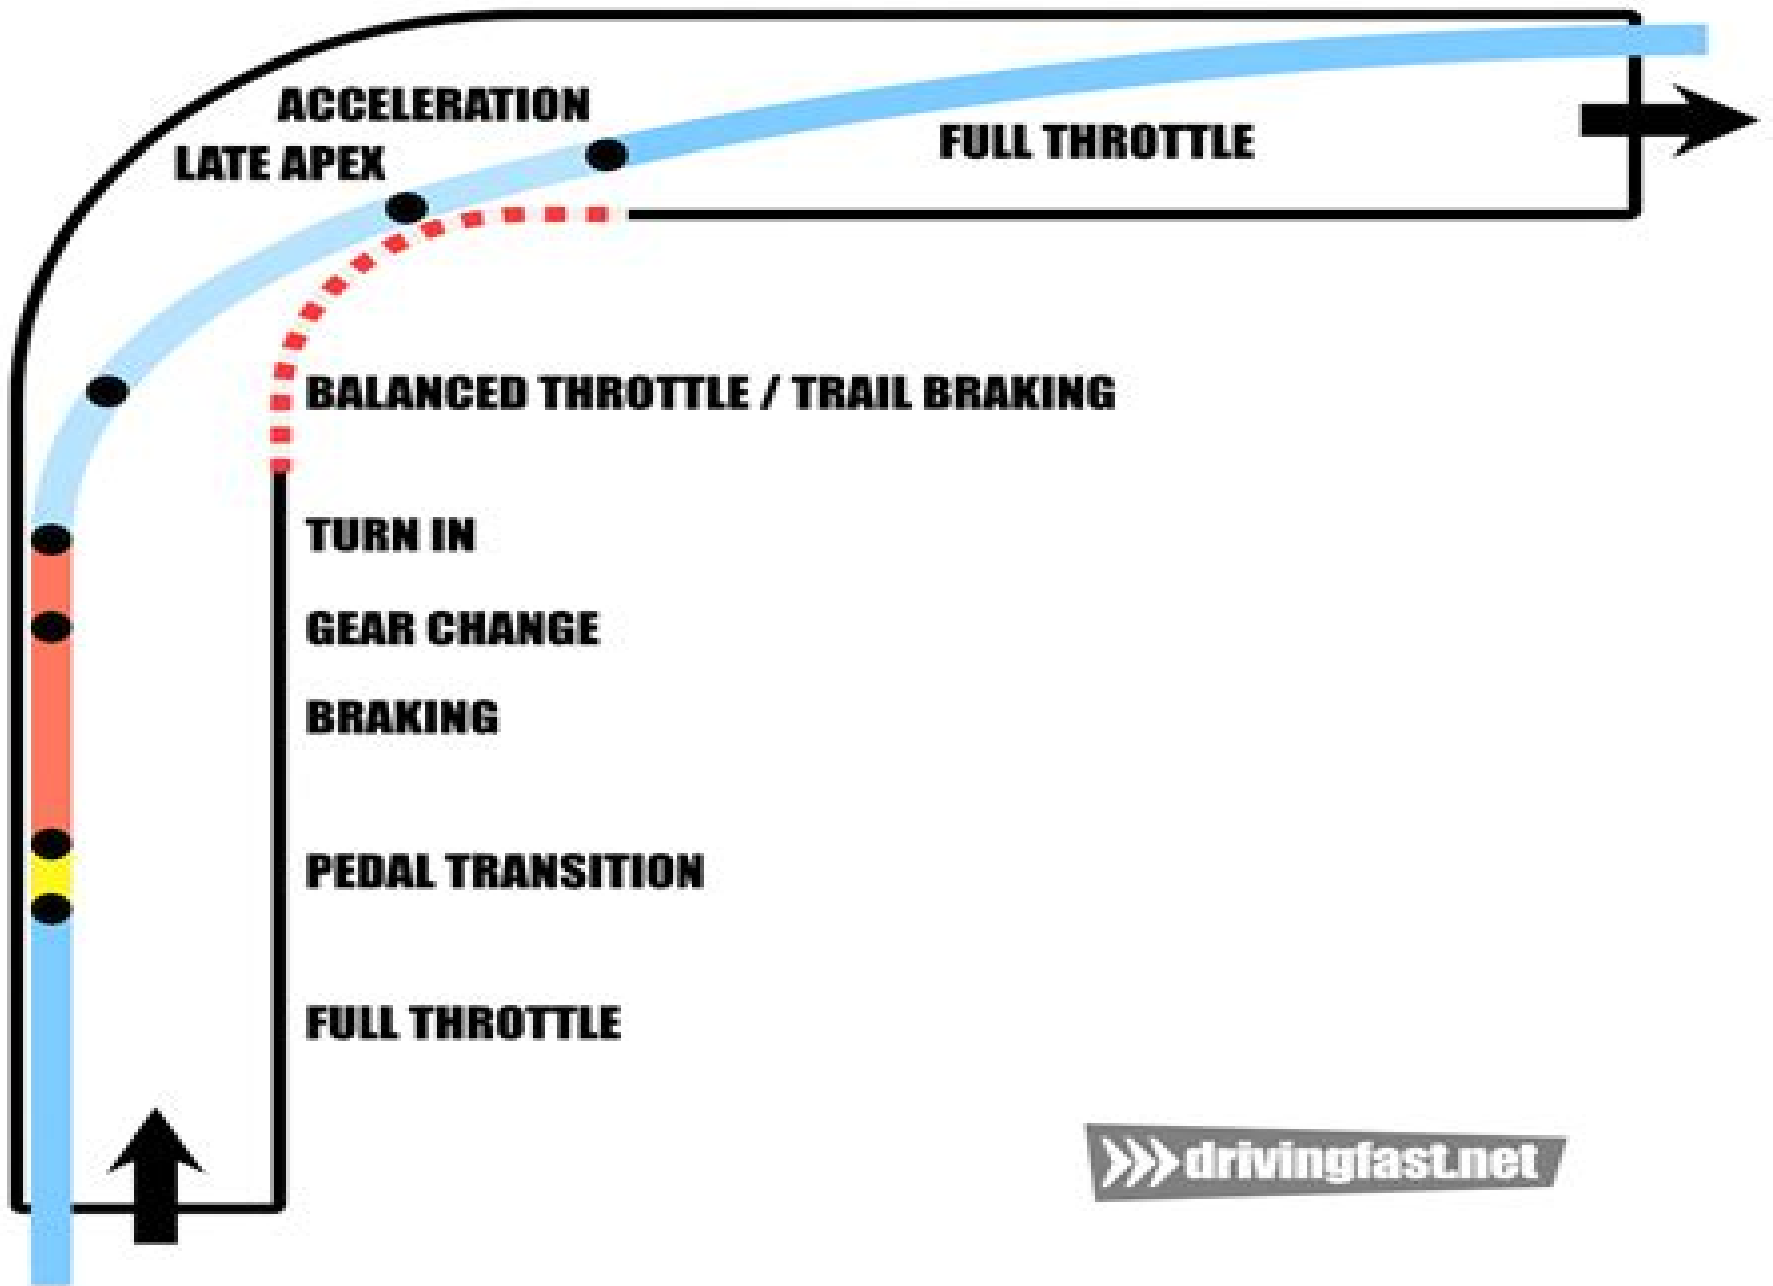 ACCELERATION
LATE APEX
FULL THROTTLE
BALANCED THROTTLE / TRAIL BRAKING
TURN IN
GEAR CHANGE
BRAKING
PEDAL TRANSITION
FULL THROTTLE
drivingfast.net